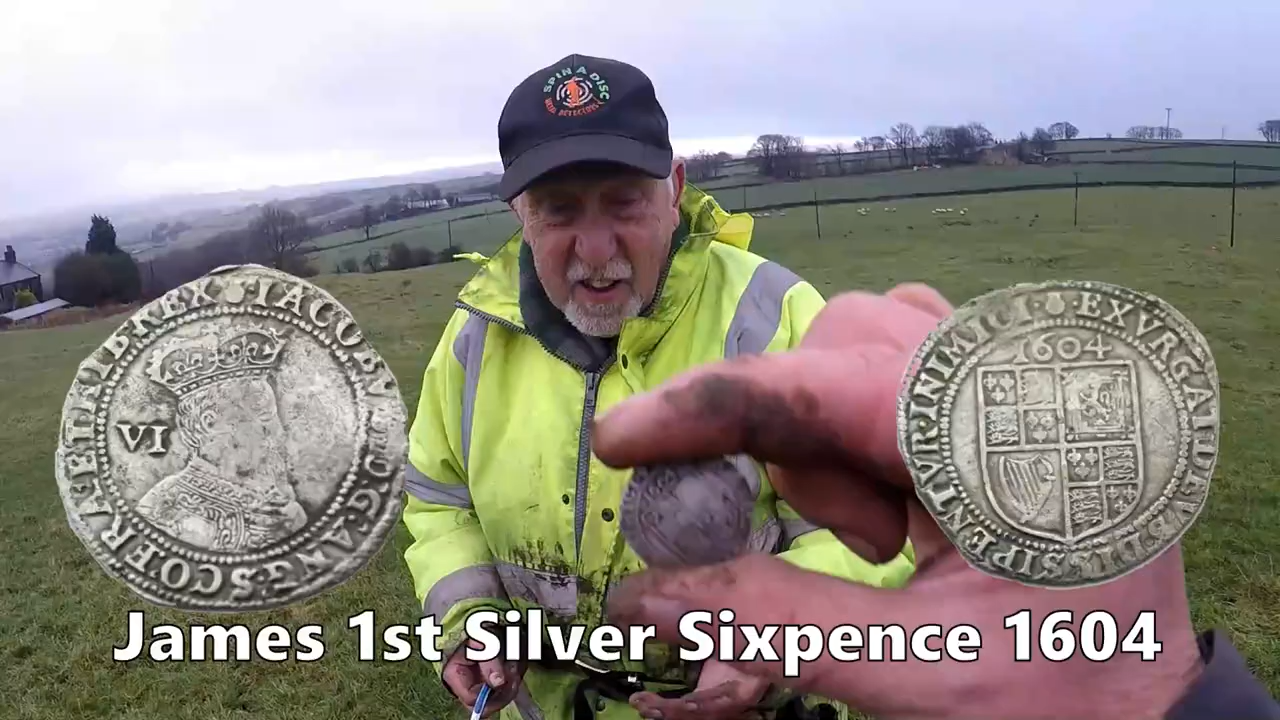 SPIN A DISC
METAL DETECTING
IACOBVS·D·G·ANG·SCO·FRA·ET·HIB·REX
VI
EXVRGAT·DEVS·DISSIPENTVR·INIMICI
1604
James 1st Silver Sixpence 1604